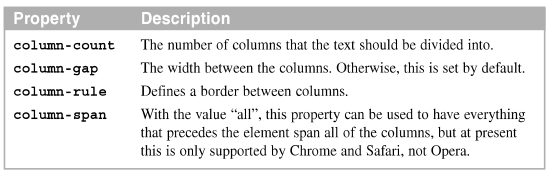 Property Description
column-count The number of columns that the text should be divided into.
column-gap The width between the columns. Otherwise, this is set by default.
column-rule Defines a border between columns.
column-span With the value “all”, this property can be used to have everything
that precedes the element span all of the columns, but at present
this is only supported by Chrome and Safari, not Opera.